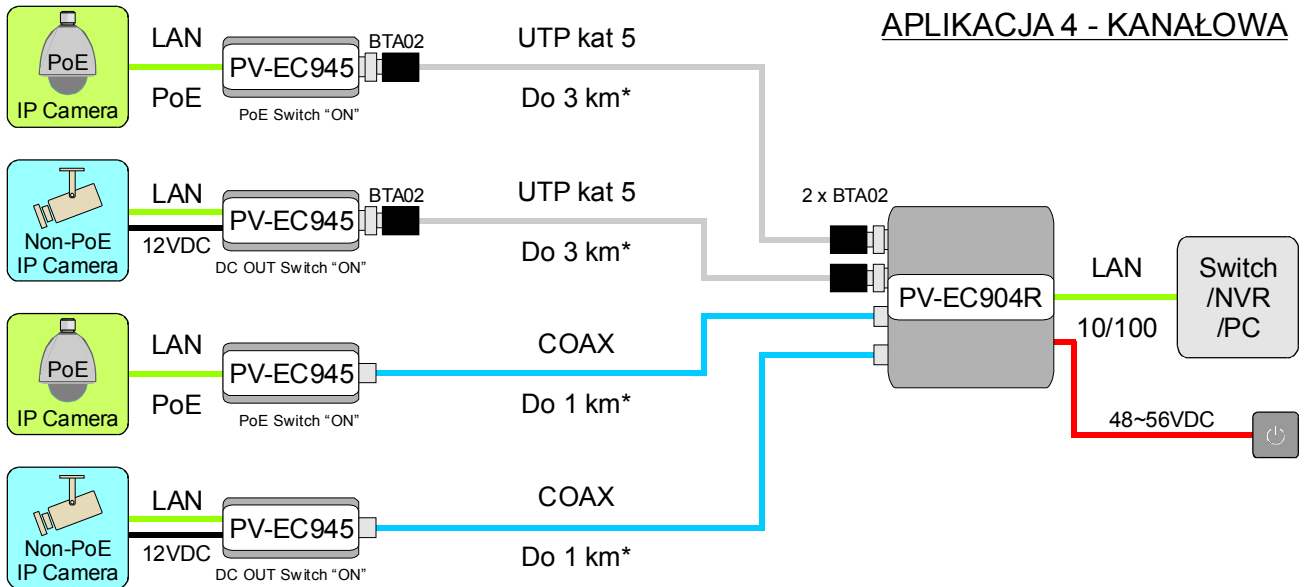 APLIKACJA 4 - KANAŁOWA
PoE
IP Camera
LAN
PoE
PV-EC945
PoE Switch “ON”
BTA02
UTP kat 5
Do 3 km*
Non-PoE
IP Camera
LAN
12VDC
PV-EC945
DC OUT Switch “ON”
BTA02
UTP kat 5
Do 3 km*
2 x BTA02
PoE
IP Camera
LAN
PoE
PV-EC945
PoE Switch “ON”
COAX
Do 1 km*
Non-PoE
IP Camera
LAN
12VDC
PV-EC945
DC OUT Switch “ON”
COAX
Do 1 km*
PV-EC904R
LAN
10/100
Switch
/NVR
/PC
48~56VDC